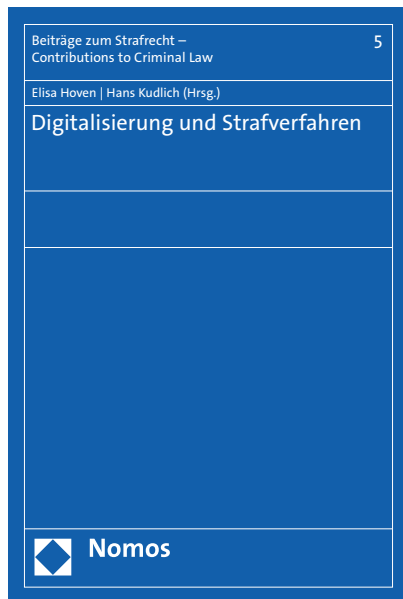 Beiträge zum Strafrecht –
Contributions to Criminal Law
5
Elisa Hoven | Hans Kudlich (Hrsg.)
Digitalisierung und Strafverfahren
Nomos